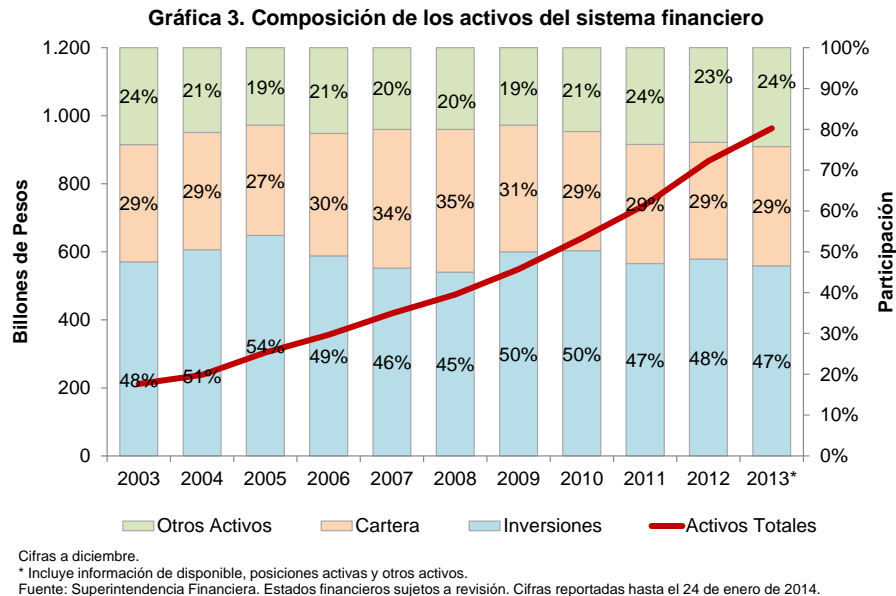 Gráfica 3. Composición de los activos del sistema financiero
Billones de Pesos
Participación
1.200
1.000
800
600
400
200
0
100%
90%
80%
70%
60%
50%
40%
30%
20%
10%
0%
24% 21% 19% 21% 20% 20% 19% 21% 24% 23% 24%
29% 29% 27% 30% 34% 35% 31% 29% 29% 29% 29%
48% 51% 54% 49% 46% 45% 50% 50% 47% 48% 47%
2003 2004 2005 2006 2007 2008 2009 2010 2011 2012 2013*
Otros Activos Cartera Inversiones Activos Totales
Cifras a diciembre.
* Incluye información de disponible, posiciones activas y otros activos.
Fuente: Superintendencia Financiera. Estados financieros sujetos a revisión. Cifras reportadas hasta el 24 de enero de 2014.